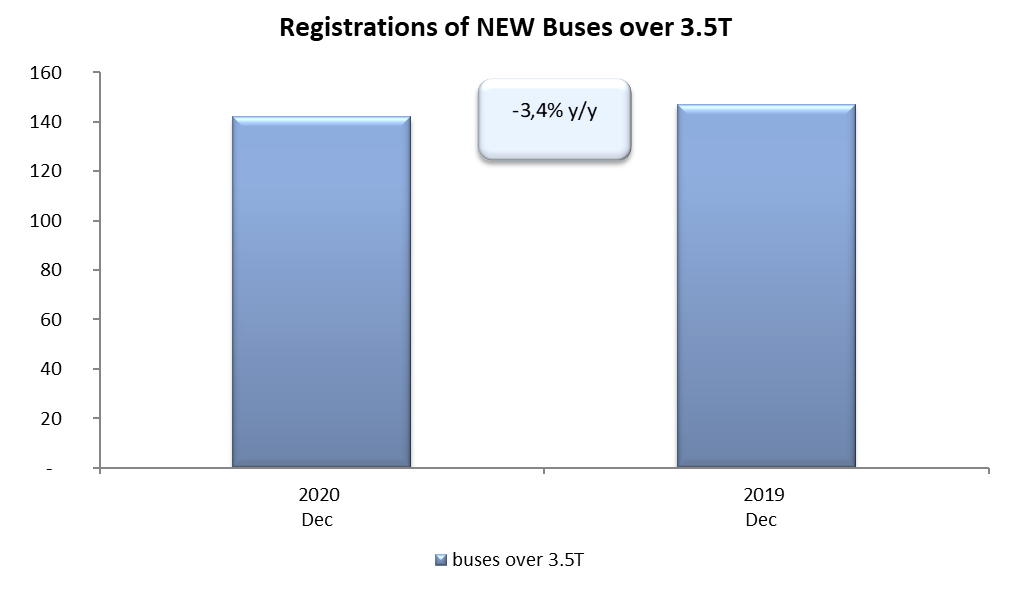 Registrations of NEW Buses over 3.5T
160
140
120
100
80
60
40
20
-
-3,4% y/y
2020
Dec
2019
Dec
buses over 3.5T